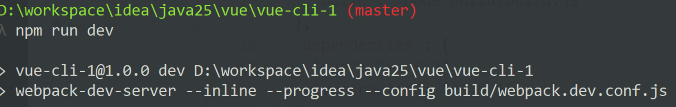 D:\workspace\idea\java25\vue\vue-cli-1 (master)
λ npm run dev
> vue-cli-1@1.0.0 dev D:\workspace\idea\java25\vue\vue-cli-1
> webpack-dev-server --inline --progress --config build/webpack.dev.conf.js